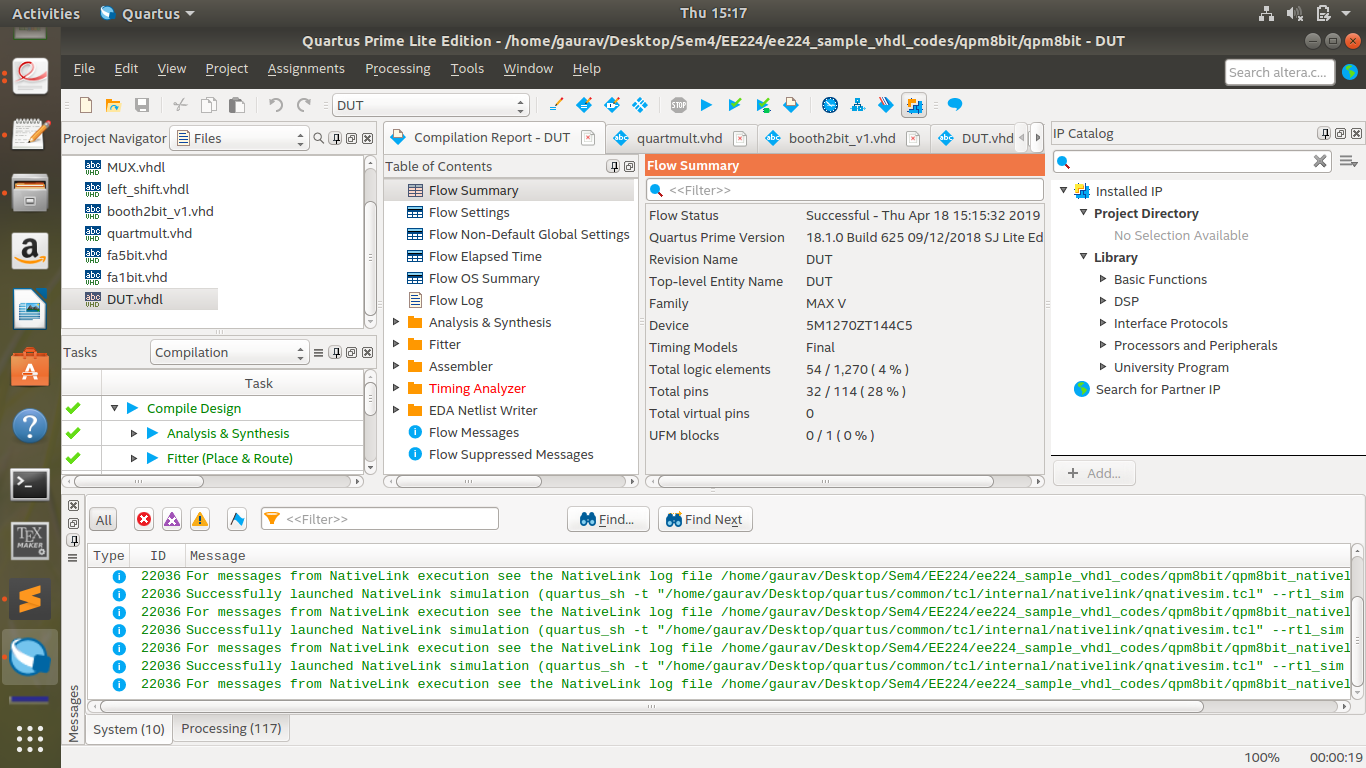 Activities Quartus Thu 15:17
Quartus Prime Lite Edition - /home/gaurav/Desktop/Sem4/EE224/ee224_sample_vhdl_codes/qpm8bit/qpm8bit - DUT
File Edit View Project Assignments Processing Tools Window Help Search altera.c...
DUT
Project Navigator Files
MUX.vhdl
left_shift.vhdl
booth2bit_v1.vhd
quartmult.vhd
fa5bit.vhd
fa1bit.vhd
DUT.vhdl
Tasks Compilation
Task
Compile Design
Analysis & Synthesis
Fitter (Place & Route)
Compilation Report - DUT quartmult.vhd booth2bit_v1.vhd DUT.vhdl
Table of Contents
Flow Summary
Flow Settings
Flow Non-Default Global Settings
Flow Elapsed Time
Flow OS Summary
Flow Log
Analysis & Synthesis
Fitter
Assembler
Timing Analyzer
EDA Netlist Writer
Flow Messages
Flow Suppressed Messages
Flow Summary
<<Filter>>
Flow Status Successful - Thu Apr 18 15:15:32 2019
Quartus Prime Version 18.1.0 Build 625 09/12/2018 SJ Lite Ed
Revision Name DUT
Top-level Entity Name DUT
Family MAX V
Device 5M1270ZT144C5
Timing Models Final
Total logic elements 54 / 1,270 ( 4 % )
Total pins 32 / 114 ( 28 % )
Total virtual pins 0
UFM blocks 0 / 1 ( 0 % )
IP Catalog
Installed IP
Project Directory
No Selection Available
Library
Basic Functions
DSP
Interface Protocols
Processors and Peripherals
University Program
Search for Partner IP
+ Add...
All <<Filter>> Find... Find Next
Type ID Message
22036 For messages from NativeLink execution see the NativeLink log file /home/gaurav/Desktop/Sem4/EE224/ee224_sample_vhdl_codes/qpm8bit/qpm8bit_nativel
22036 Successfully launched NativeLink simulation (quartus_sh -t "/home/gaurav/Desktop/quartus/common/tcl/internal/nativelink/qnativesim.tcl" --rtl_sim
22036 For messages from NativeLink execution see the NativeLink log file /home/gaurav/Desktop/Sem4/EE224/ee224_sample_vhdl_codes/qpm8bit/qpm8bit_nativel
22036 Successfully launched NativeLink simulation (quartus_sh -t "/home/gaurav/Desktop/quartus/common/tcl/internal/nativelink/qnativesim.tcl" --rtl_sim
22036 For messages from NativeLink execution see the NativeLink log file /home/gaurav/Desktop/Sem4/EE224/ee224_sample_vhdl_codes/qpm8bit/qpm8bit_nativel
22036 Successfully launched NativeLink simulation (quartus_sh -t "/home/gaurav/Desktop/quartus/common/tcl/internal/nativelink/qnativesim.tcl" --rtl_sim
22036 For messages from NativeLink execution see the NativeLink log file /home/gaurav/Desktop/Sem4/EE224/ee224_sample_vhdl_codes/qpm8bit/qpm8bit_nativel
Messages
System (10) Processing (117)
100% 00:00:19